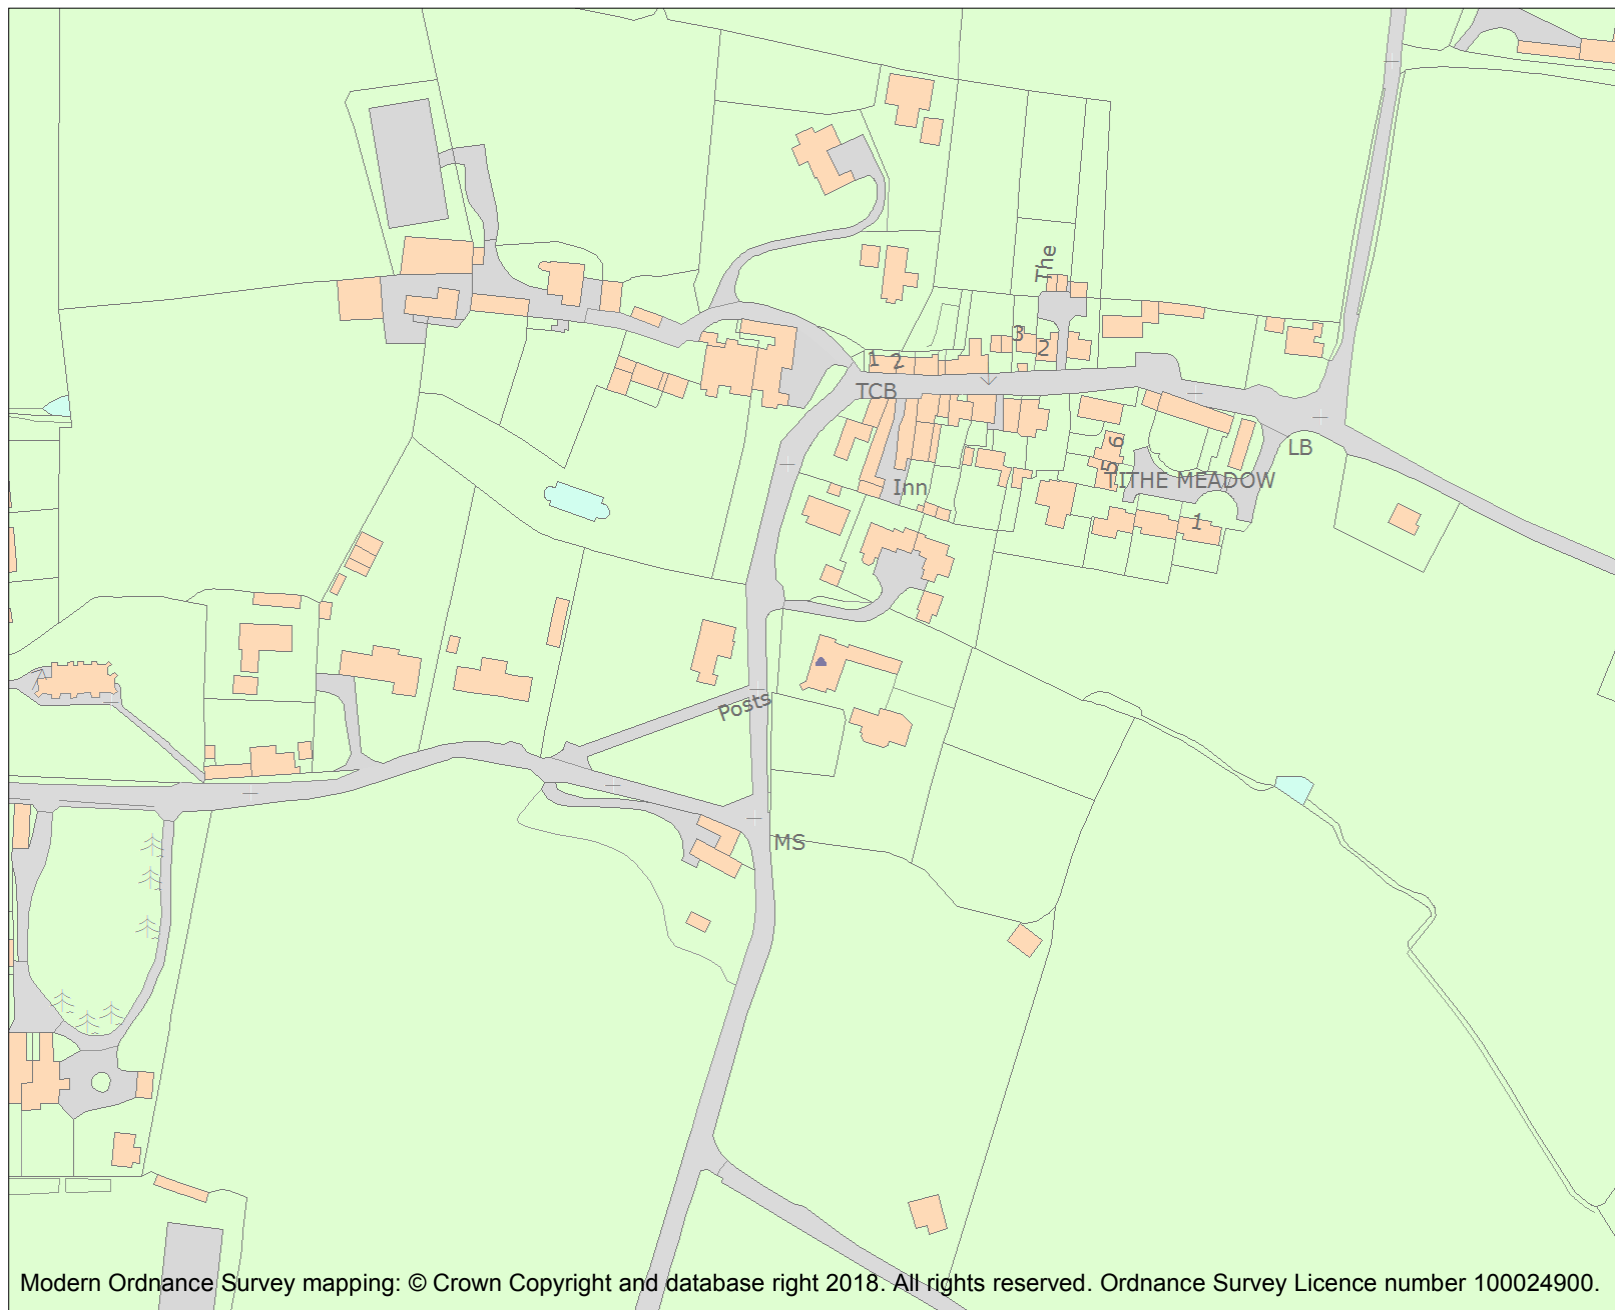 The
3
2
1
2
TCB
6
5
LB
TITHE MEADOW
Inn
1
Posts
MS
Modern Ordnance Survey mapping: © Crown Copyright and database right 2018. All rights reserved. Ordnance Survey Licence number 100024900.